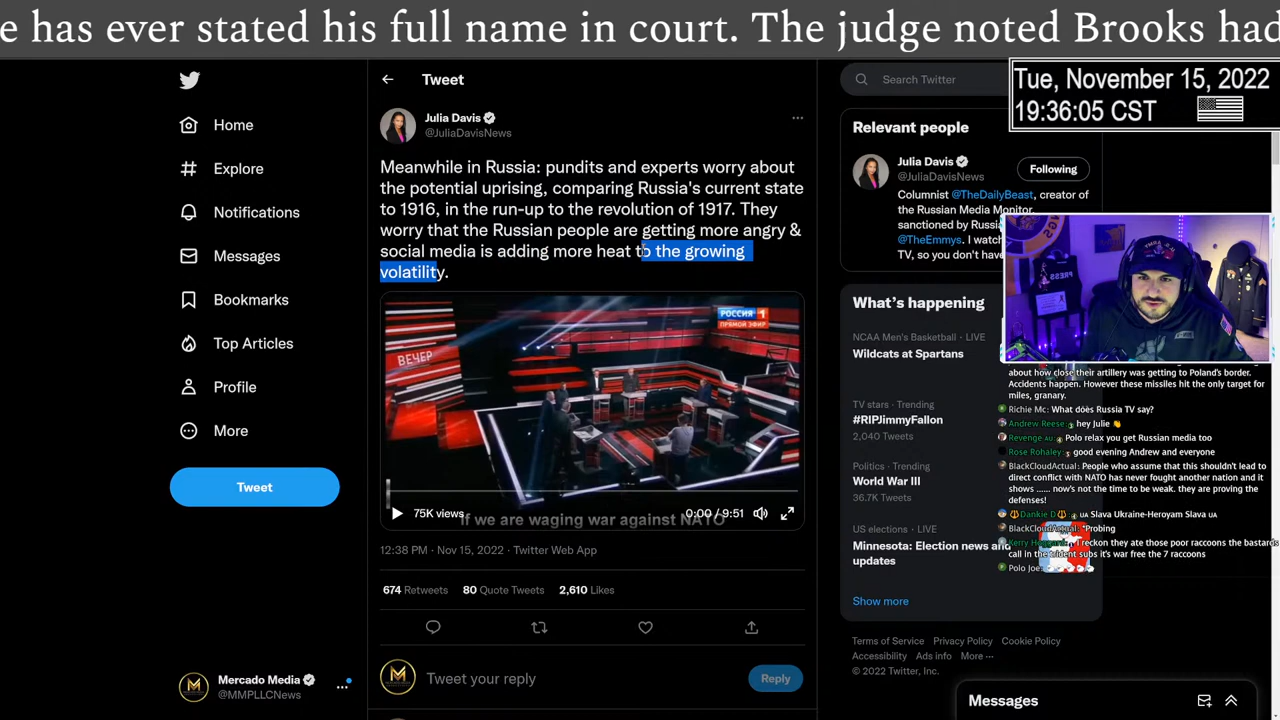 e has ever stated his full name in court. The judge noted Brooks had
Tue, November 15, 2022
19:36:05 CST
Home
Explore
Notifications
Messages
Bookmarks
Top Articles
Profile
More
Tweet
Mercado Media
@MMPLLCNews
Tweet
Julia Davis
@JuliaDavisNews
Meanwhile in Russia: pundits and experts worry about
the potential uprising, comparing Russia's current state
to 1916, in the run-up to the revolution of 1917. They
worry that the Russian people are getting more angry &
social media is adding more heat to the growing
volatility.
РОССИЯ 1
ПРЯМОЙ ЭФИР
ВЕЧЕР
If we are waging war against NATO
75K views
0:00 / 9:51
12:38 PM · Nov 15, 2022 · Twitter Web App
674 Retweets 80 Quote Tweets 2,610 Likes
Tweet your reply
Reply
Search Twitter
Relevant people
Julia Davis
@JuliaDavisNews
Following
Columnist @TheDailyBeast, creator of
the Russian Media Monitor,
sanctioned by Russia
@TheEmmys. I watch
TV, so you don't have
What's happening
NCAA Men's Basketball · LIVE
Wildcats at Spartans
TV stars · Trending
#RIPJimmyFallon
2,040 Tweets
Politics · Trending
World War III
36.7K Tweets
US elections · LIVE
Minnesota: Election news and
updates
Show more
Terms of Service Privacy Policy Cookie Policy
Accessibility Ads info More ···
© 2022 Twitter, Inc.
about how close their artillery was getting to Poland's border.
Accidents happen. However these missiles hit the only target for
miles, granary.
Richie Mc: What does Russia TV say?
Andrew Reese: hey Julie
Revenge AU: Polo relax you get Russian media too
Rose Rohaley: good evening Andrew and everyone
BlackCloudActual: People who assume that this shouldn't lead to
direct conflict with NATO has never fought another nation and it
shows ...... now's not the time to be weak. they are proving the
defenses!
Dankie D: UA Slava Ukraine-Heroyam Slava UA
BlackCloudActual: *Probing
Kerry Heggard: I reckon they ate those poor raccoons the bastards
call in the trident subs it's war free the 7 raccoons
Polo Joe:
Messages